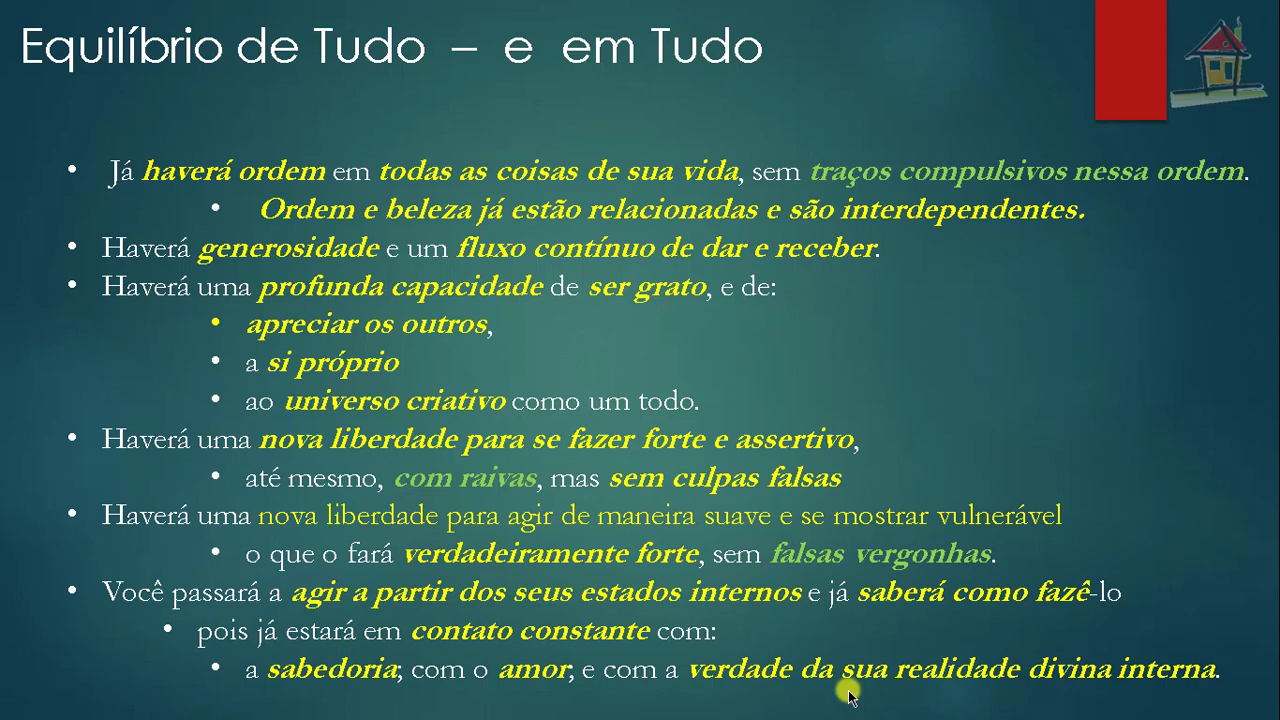 Equilíbrio de Tudo – e em Tudo
• Já haverá ordem em todas as coisas de sua vida, sem traços compulsivos nessa ordem.
• Ordem e beleza já estão relacionadas e são interdependentes.
• Haverá generosidade e um fluxo contínuo de dar e receber.
• Haverá uma profunda capacidade de ser grato, e de:
• apreciar os outros,
• a si próprio
• ao universo criativo como um todo.
• Haverá uma nova liberdade para se fazer forte e assertivo,
• até mesmo, com raivas, mas sem culpas falsas
• Haverá uma nova liberdade para agir de maneira suave e se mostrar vulnerável
• o que o fará verdadeiramente forte, sem falsas vergonhas.
• Você passará a agir a partir dos seus estados internos e já saberá como fazê-lo
• pois já estará em contato constante com:
• a sabedoria; com o amor; e com a verdade da sua realidade divina interna.